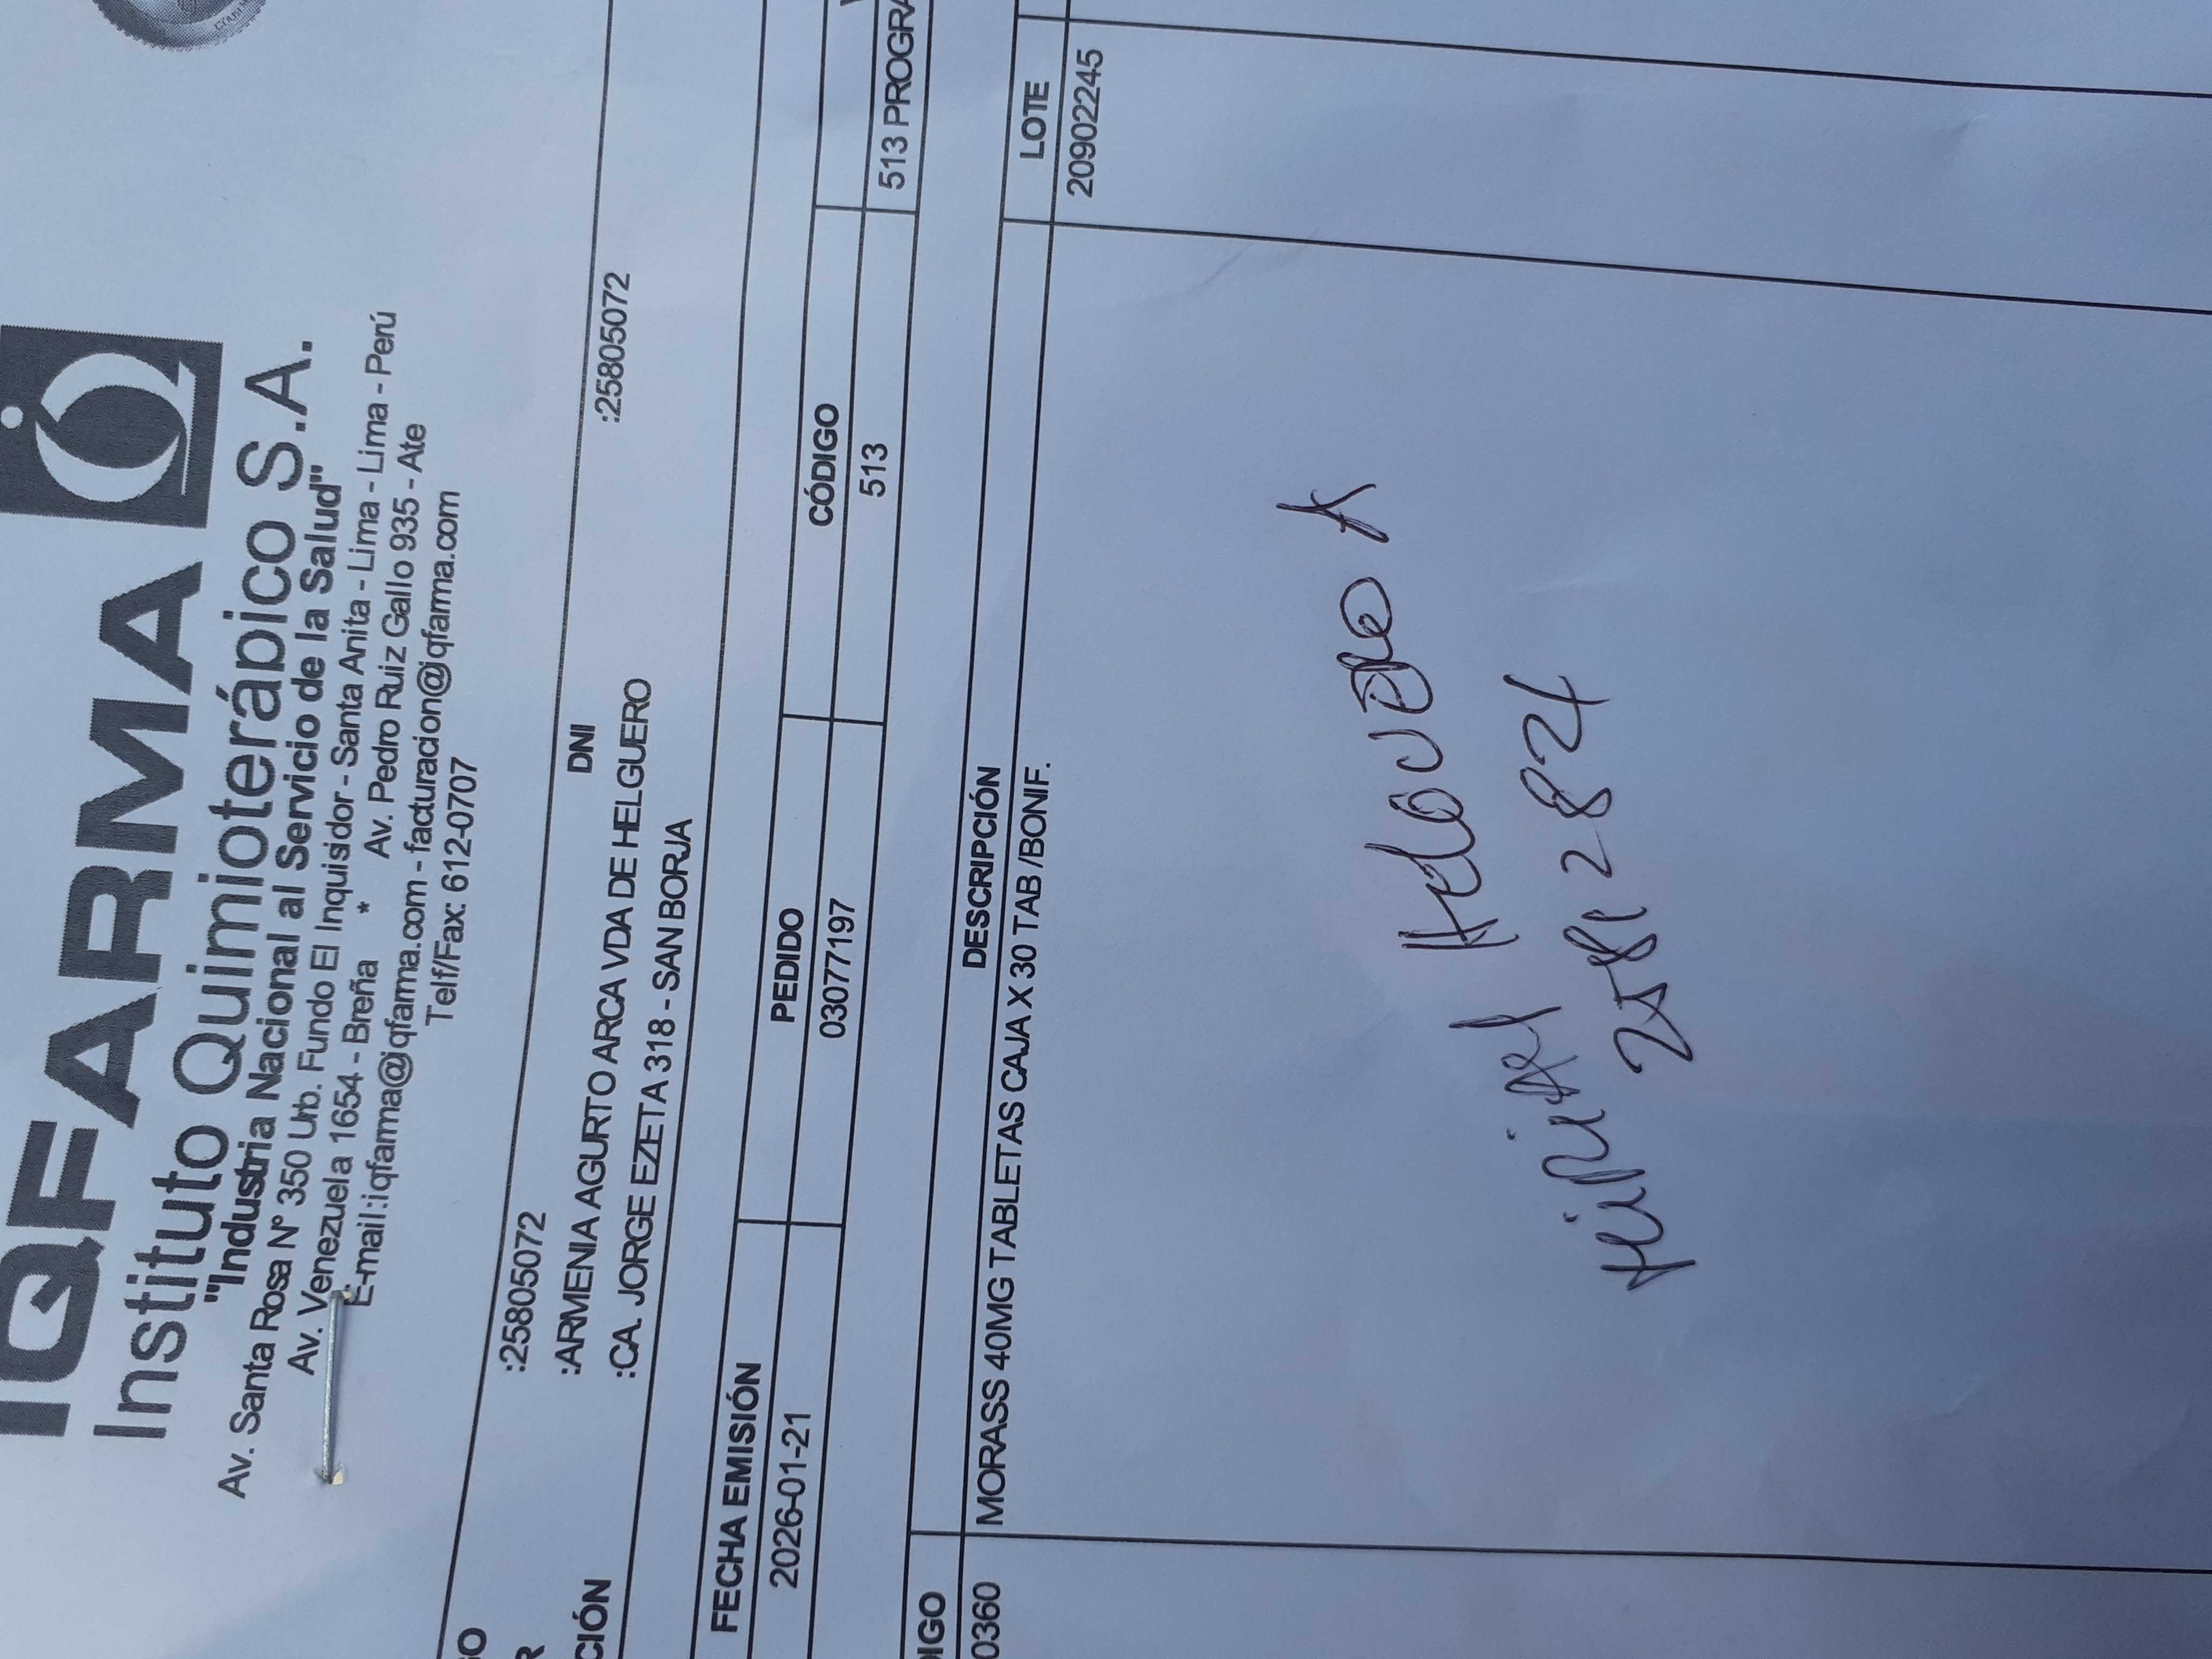 IQFARMA
Instituto Quimioterápico S.A.
"Industria Nacional al Servicio de la Salud"
Av. Santa Rosa Nº 350 Urb. Fundo El Inquisidor - Santa Anita - Lima - Lima - Perú
Av. Venezuela 1654 - Breña * Av. Pedro Ruiz Gallo 935 - Ate
E-mail:iqfarma@iqfarma.com - facturacion@iqfarma.com
Telf/Fax: 612-0707
:25805072
:ARMENIA AGURTO ARCA VDA DE HELGUERO DNI :25805072
CIÓN :CA. JORGE EZETA 318 - SAN BORJA
FECHA EMISIÓN PEDIDO CÓDIGO
2026-01-21 03077197 513 513 PROGRA
IGO DESCRIPCIÓN LOTE
0360 MORASS 40MG TABLETAS CAJA X 30 TAB /BONIF. 20902245